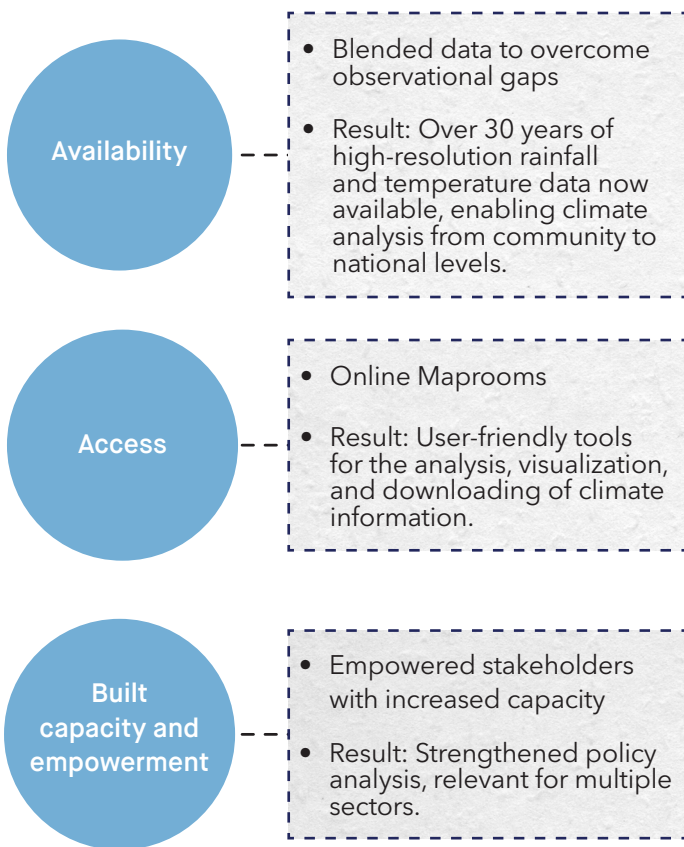 Availability
• Blended data to overcome
observational gaps
• Result: Over 30 years of
high-resolution rainfall
and temperature data now
available, enabling climate
analysis from community to
national levels.
Access
• Online Maprooms
• Result: User-friendly tools
for the analysis, visualization,
and downloading of climate
information.
Built
capacity and
empowerment
• Empowered stakeholders
with increased capacity
• Result: Strengthened policy
analysis, relevant for multiple
sectors.